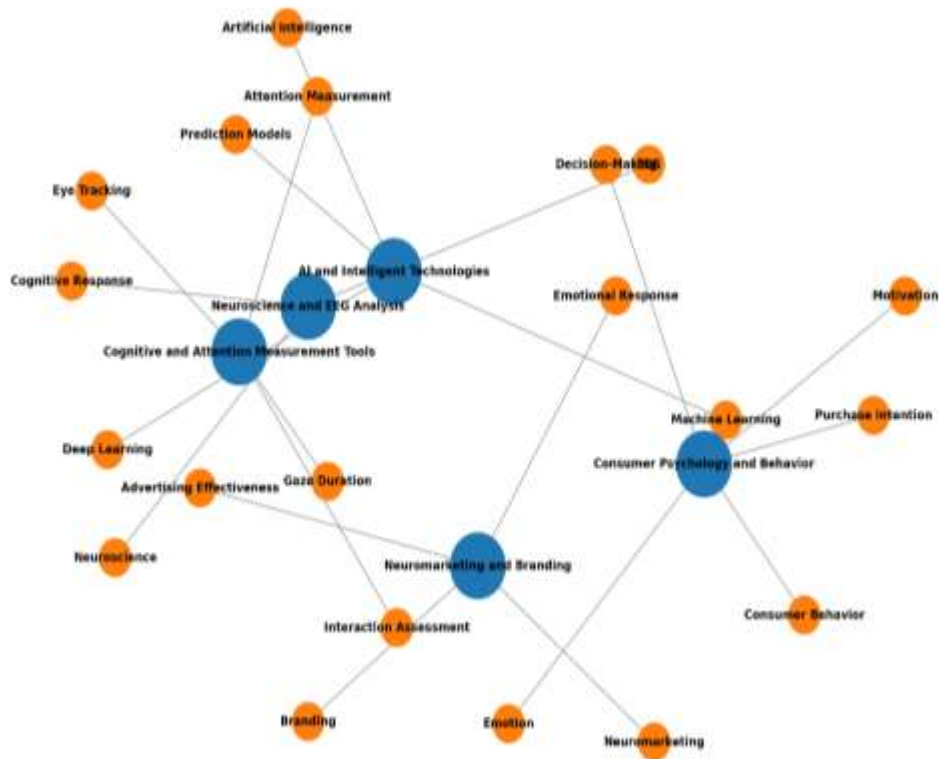 Artificial Intelligence
Attention Measurement
Prediction Models
Decision-Making
Eye Tracking
AI and Intelligent Technologies
Cognitive Response
Neuroscience and EEG Analysis
Emotional Response
Motivation
Cognitive and Attention Measurement Tools
Purchase Intention
Machine Learning
Deep Learning
Consumer Psychology and Behavior
Gaze Duration
Advertising Effectiveness
Neuroscience
Neuromarketing and Branding
Consumer Behavior
Interaction Assessment
Branding
Emotion
Neuromarketing